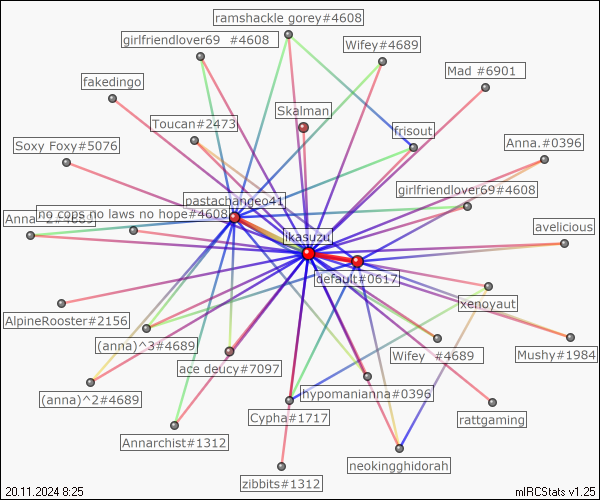 ramshackle gorey#4608
girlfriendlover69 #4608
Wifey#4689
Mad #6901
fakedingo
Skalman
Toucan#2473
frisout
Soxy Foxy#5076
Anna.#0396
girlfriendlover69#4608
pastachangeo41
no cops no laws no hope#4608
avelicious
ikasuzu
default#0617
xenoyaut
AlpineRooster#2156
(anna)^3#4689
Wifey #4689
Mushy#1984
ace deucy#7097
hypomanianna#0396
(anna)^2#4689
Cypha#1717
rattgaming
Annarchist#1312
neokingghidorah
zibbits#1312
20.11.2024 8:25
mIRCStats v1.25